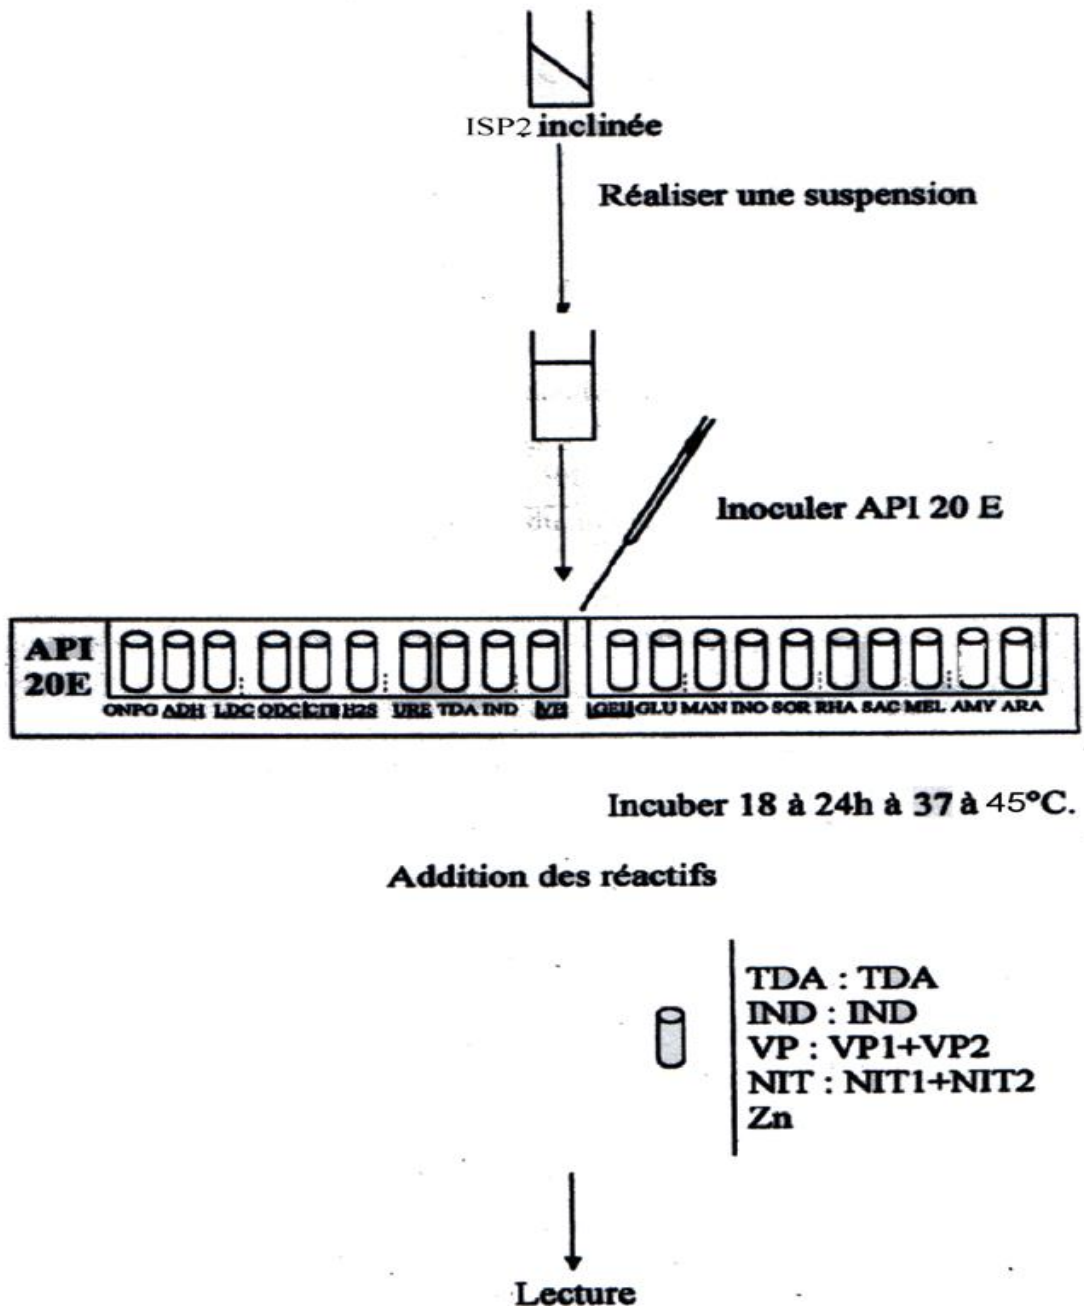 ISP2 inclinée
Réaliser une suspension
Inoculer API 20 E
API
20E
ONPG ADH LDC ODC CTE H2S URE TDA IND VP GEL GLU MAN INO SOR RHA SAC MEL AMY ARA
Incuber 18 à 24h à 37 à 45°C.
Addition des réactifs
TDA : TDA
IND : IND
VP : VP1+VP2
NIT : NIT1+NIT2
Zn
Lecture